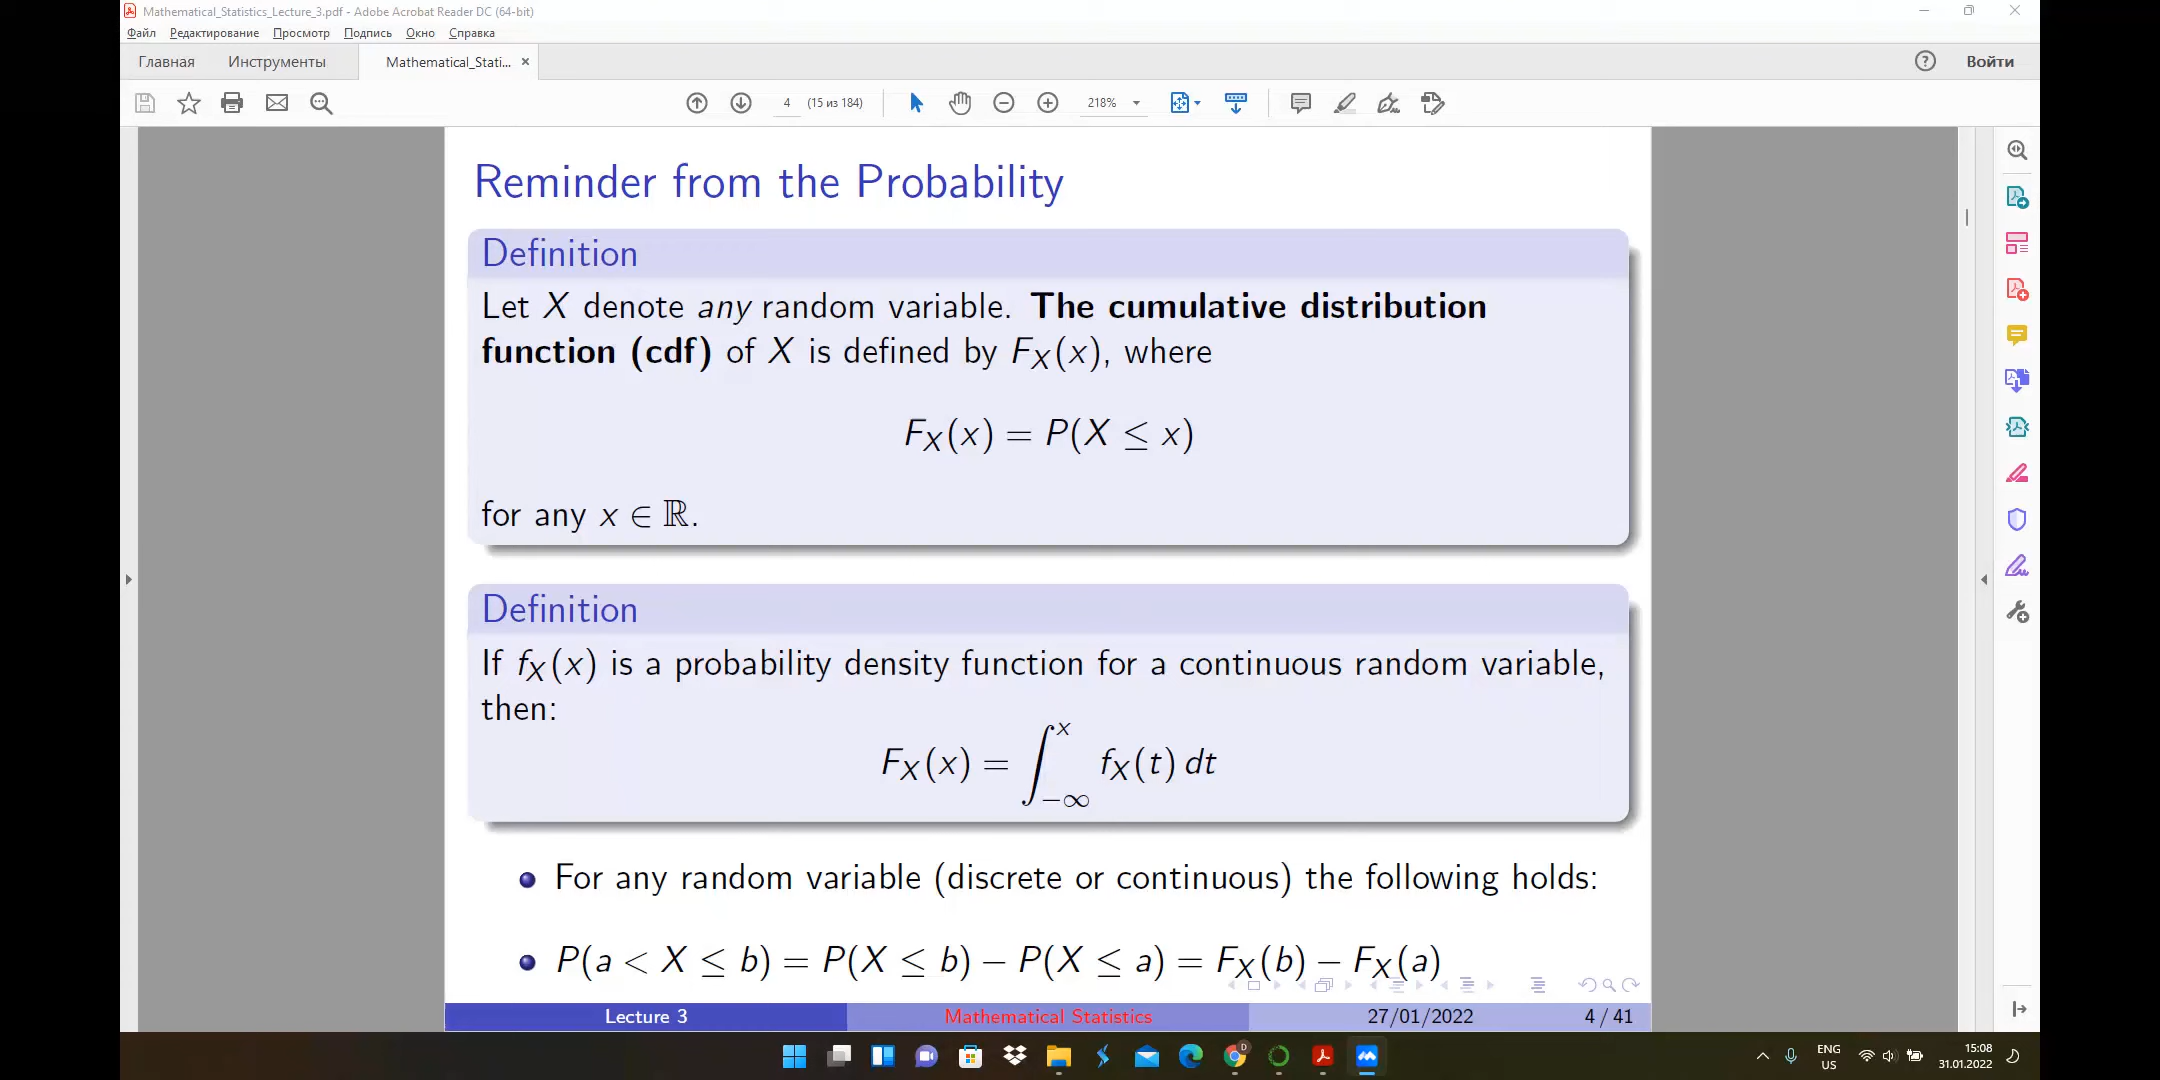 Mathematical_Statistics_Lecture_3.pdf - Adobe Acrobat Reader DC (64-bit)
Файл Редактирование Просмотр Подпись Окно Справка
Главная Инструменты Mathematical_Stati... × Войти
4 (15 из 184) 218%
Reminder from the Probability
Definition
Let X denote any random variable. The cumulative distribution
function (cdf) of X is defined by F_X(x), where
F_X(x) = P(X ≤ x)
for any x ∈ ℝ.
Definition
If f_X(x) is a probability density function for a continuous random variable,
then:
F_X(x) = ∫_{−∞}^{x} f_X(t) dt
For any random variable (discrete or continuous) the following holds:
P(a < X ≤ b) = P(X ≤ b) − P(X ≤ a) = F_X(b) − F_X(a)
Lecture 3 Mathematical Statistics 27/01/2022 4 / 41
ENG 15:08
US 31.01.2022